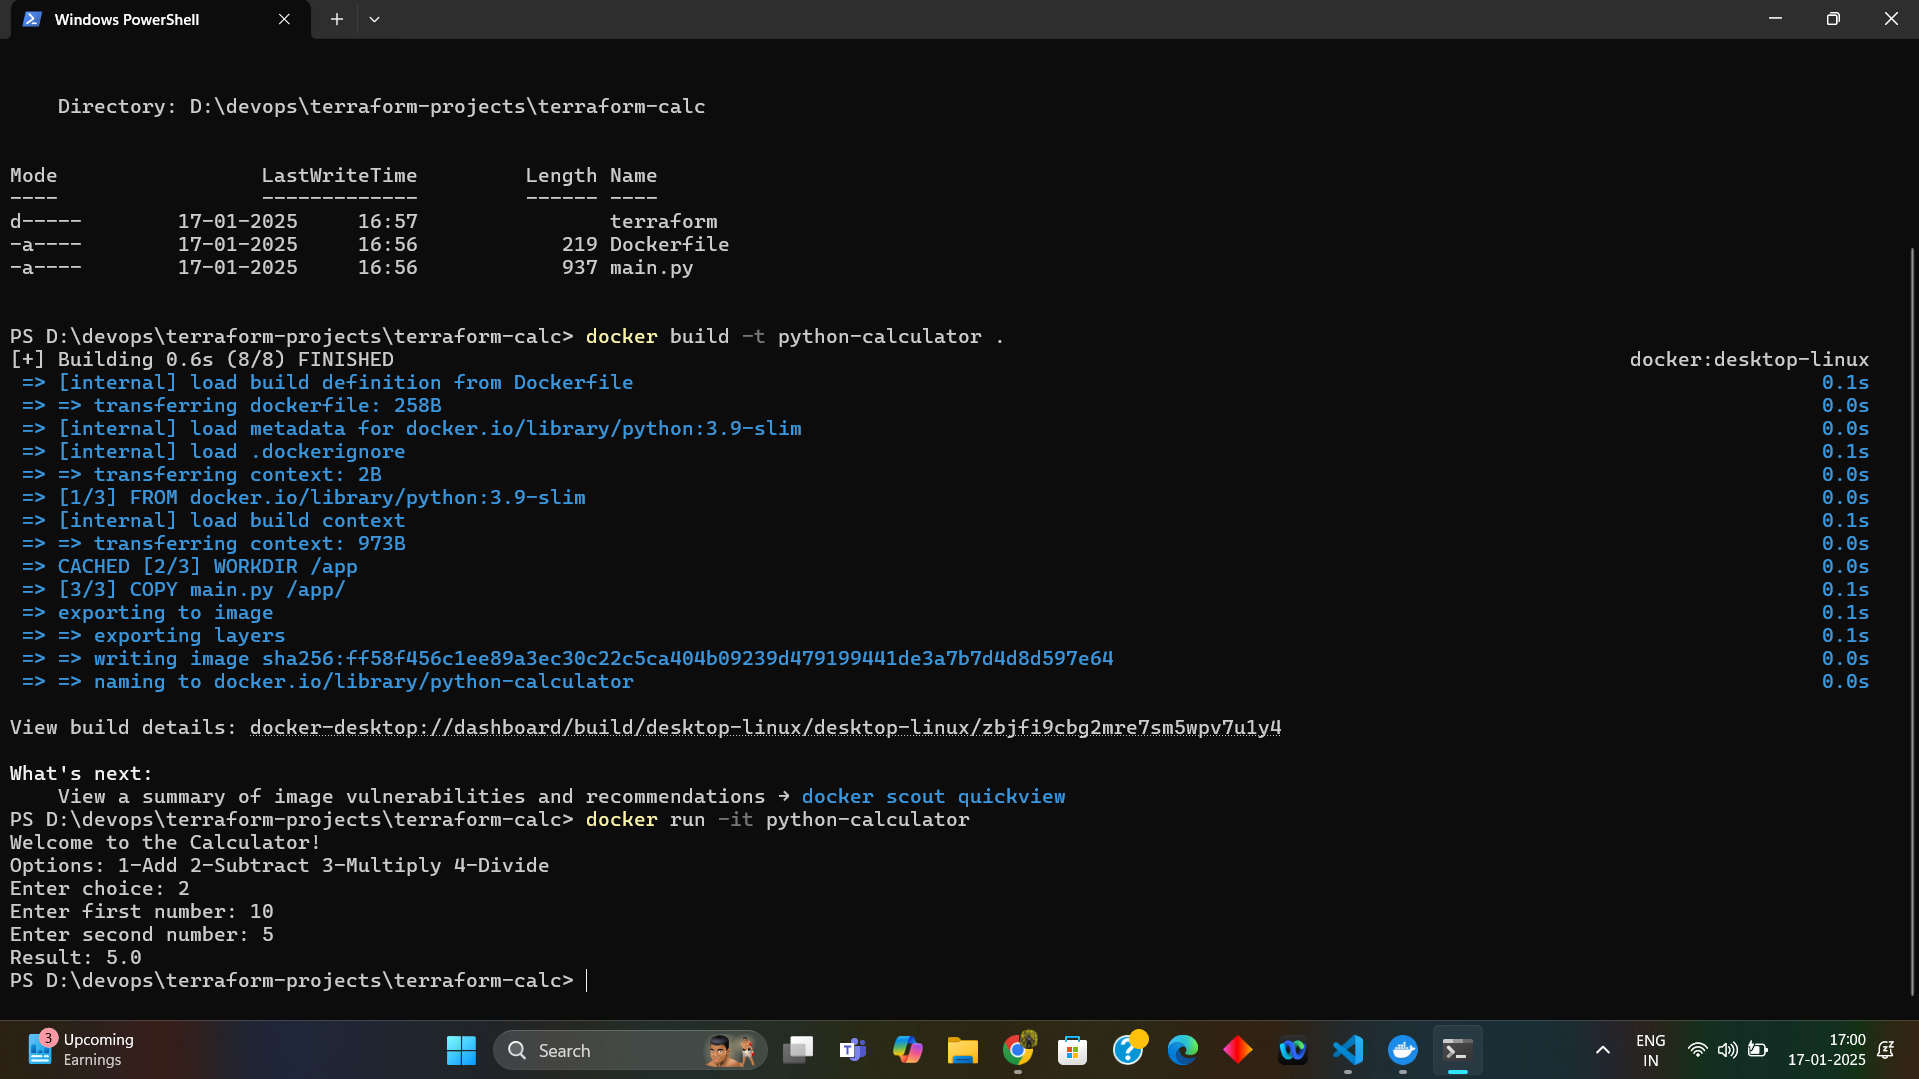 Windows PowerShell
Directory: D:\devops\terraform-projects\terraform-calc
Mode LastWriteTime Length Name
---- ------------- ------ ----
d----- 17-01-2025 16:57 terraform
-a---- 17-01-2025 16:56 219 Dockerfile
-a---- 17-01-2025 16:56 937 main.py
PS D:\devops\terraform-projects\terraform-calc> docker build -t python-calculator .
[+] Building 0.6s (8/8) FINISHED docker:desktop-linux
=> [internal] load build definition from Dockerfile 0.1s
=> => transferring dockerfile: 258B 0.0s
=> [internal] load metadata for docker.io/library/python:3.9-slim 0.0s
=> [internal] load .dockerignore 0.1s
=> => transferring context: 2B 0.0s
=> [1/3] FROM docker.io/library/python:3.9-slim 0.0s
=> [internal] load build context 0.1s
=> => transferring context: 973B 0.0s
=> CACHED [2/3] WORKDIR /app 0.0s
=> [3/3] COPY main.py /app/ 0.1s
=> exporting to image 0.1s
=> => exporting layers 0.1s
=> => writing image sha256:ff58f456c1ee89a3ec30c22c5ca404b09239d479199441de3a7b7d4d8d597e64 0.0s
=> => naming to docker.io/library/python-calculator 0.0s
View build details: docker-desktop://dashboard/build/desktop-linux/desktop-linux/zbjfi9cbg2mre7sm5wpv7u1y4
What's next:
View a summary of image vulnerabilities and recommendations → docker scout quickview
PS D:\devops\terraform-projects\terraform-calc> docker run -it python-calculator
Welcome to the Calculator!
Options: 1-Add 2-Subtract 3-Multiply 4-Divide
Enter choice: 2
Enter first number: 10
Enter second number: 5
Result: 5.0
PS D:\devops\terraform-projects\terraform-calc>
3 Upcoming
Earnings
Search
ENG
IN
17:00
17-01-2025